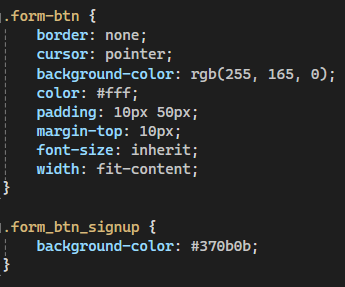 .form-btn {
border: none;
cursor: pointer;
background-color: rgb(255, 165, 0);
color: #fff;
padding: 10px 50px;
margin-top: 10px;
font-size: inherit;
width: fit-content;
}
.form_btn_signup {
background-color: #370b0b;
}